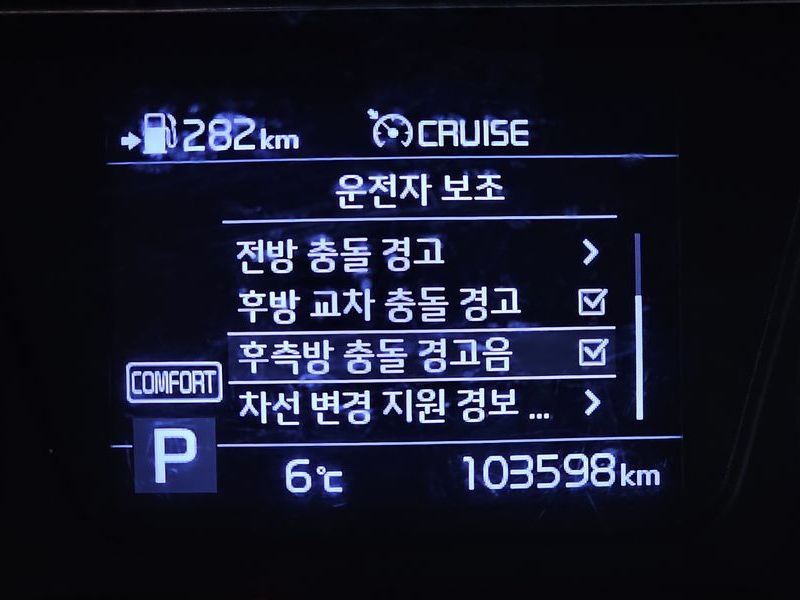 282km CRUISE
운전자 보조
전방 충돌 경고
후방 교차 충돌 경고
후측방 충돌 경고음
COMFORT
차선 변경 지원 경보 ...
P 6℃ 103598km